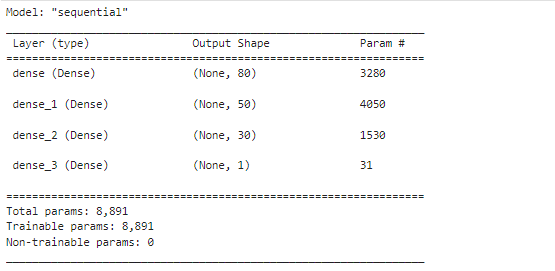 Model: "sequential"
Layer (type) Output Shape Param #
dense (Dense) (None, 80) 3280
dense_1 (Dense) (None, 50) 4050
dense_2 (Dense) (None, 30) 1530
dense_3 (Dense) (None, 1) 31
Total params: 8,891
Trainable params: 8,891
Non-trainable params: 0